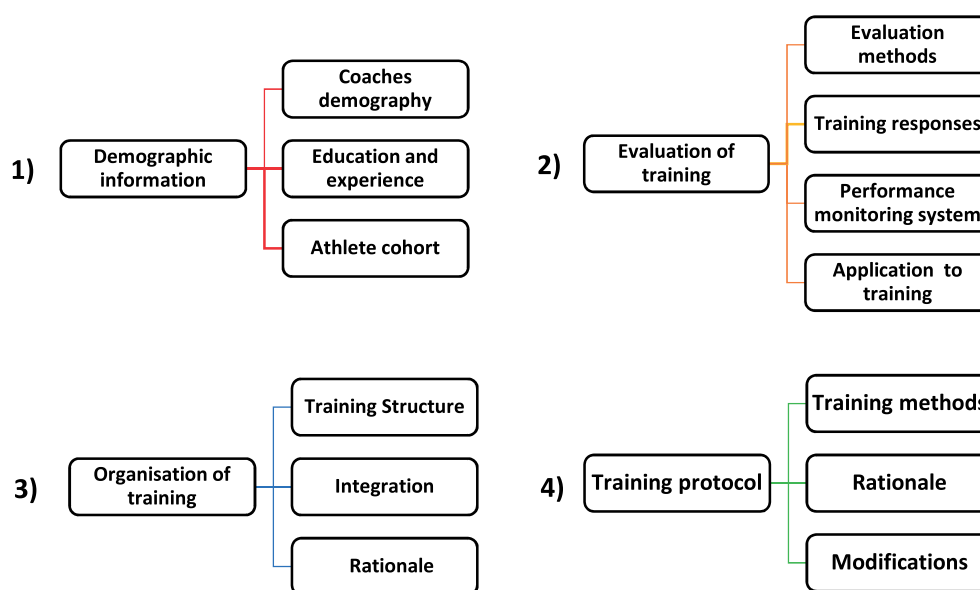 1)
Demographic
information
Coaches
demography
Education and
experience
Athlete cohort
2)
Evaluation of
training
Evaluation
methods
Training responses
Performance
monitoring system
Application to
training
3)
Organisation of
training
Training Structure
Integration
Rationale
4)
Training protocol
Training methods
Rationale
Modifications